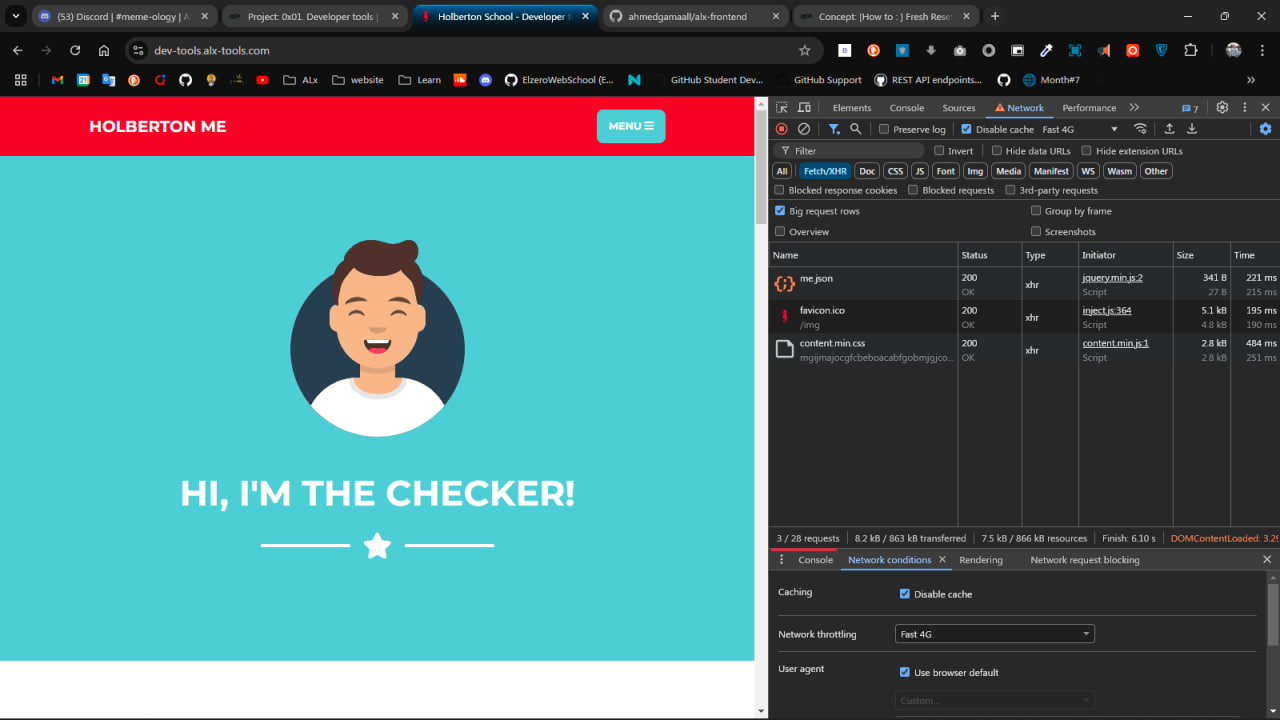 (53) Discord | #meme-ology | A
Project: 0x01. Developer tools |
Holberton School - Developer t
ahmedgamaall/alx-frontend
Concept: [How to : ] Fresh Rese
dev-tools.alx-tools.com
ALx
website
Learn
ElzeroWebSchool (E...
GitHub Student Dev...
GitHub Support
REST API endpoints...
Month#7
HOLBERTON ME
MENU
HI, I'M THE CHECKER!
Elements Console Sources Network Performance 7
Preserve log Disable cache Fast 4G
Filter Invert Hide data URLs Hide extension URLs
All Fetch/XHR Doc CSS JS Font Img Media Manifest WS Wasm Other
Blocked response cookies Blocked requests 3rd-party requests
Big request rows Group by frame
Overview Screenshots
Name Status Type Initiator Size Time
me.json 200 xhr jquery.min.js:2 341 B 221 ms
OK Script 27 B 215 ms
favicon.ico 200 xhr inject.js:364 5.1 kB 195 ms
/img OK Script 4.8 kB 190 ms
content.min.css 200 xhr content.min.js:1 2.8 kB 484 ms
mgijmajocgfcbeboacabfgobmjgjco... OK Script 2.8 kB 251 ms
3 / 28 requests 8.2 kB / 863 kB transferred 7.5 kB / 866 kB resources Finish: 6.10 s DOMContentLoaded: 3.29
Console Network conditions Rendering Network request blocking
Caching Disable cache
Network throttling Fast 4G
User agent Use browser default
Custom...